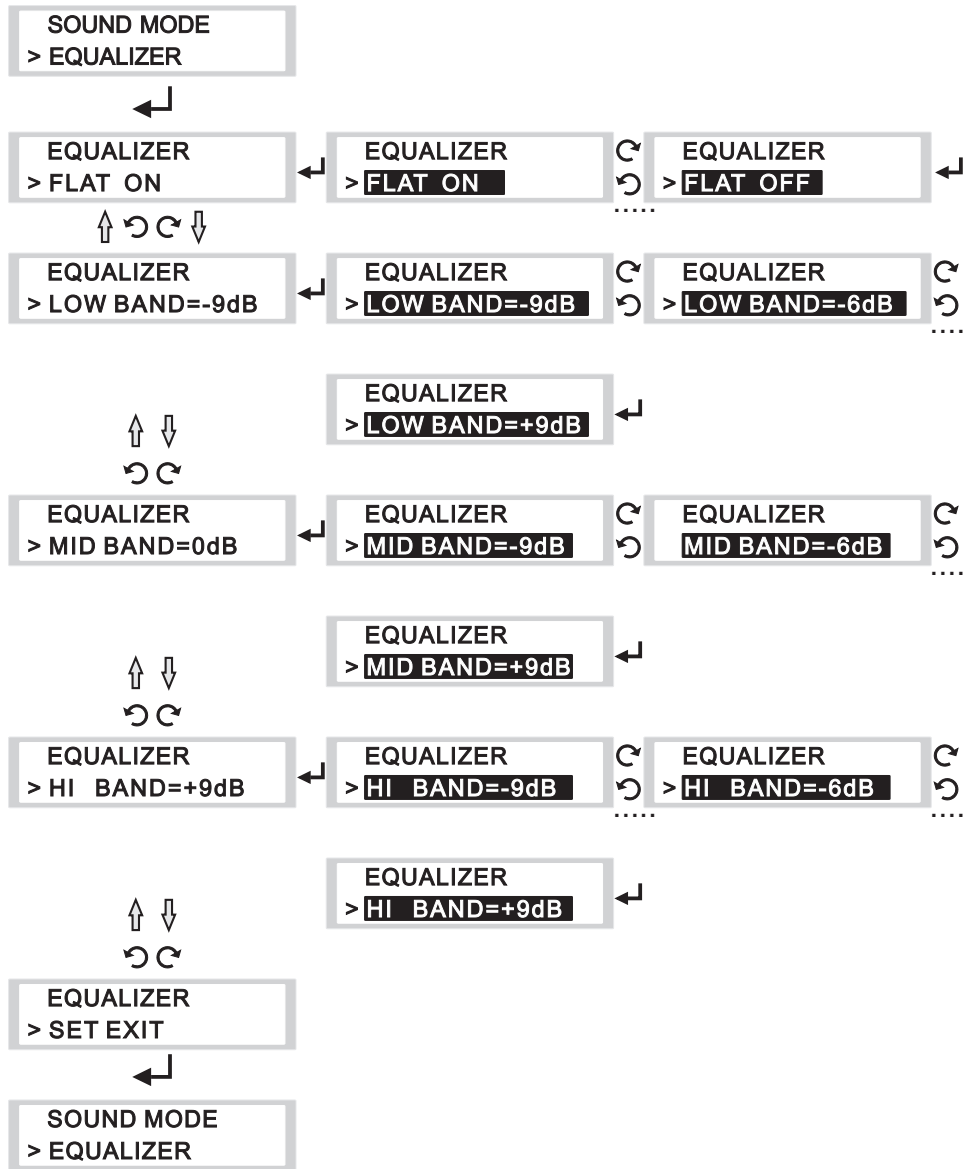 SOUND MODE
> EQUALIZER
EQUALIZER
> FLAT ON
EQUALIZER
> FLAT ON
EQUALIZER
> FLAT OFF
EQUALIZER
> LOW BAND=-9dB
EQUALIZER
> LOW BAND=-9dB
EQUALIZER
> LOW BAND=-6dB
EQUALIZER
> LOW BAND=+9dB
EQUALIZER
> MID BAND=0dB
EQUALIZER
> MID BAND=-9dB
EQUALIZER
MID BAND=-6dB
EQUALIZER
> MID BAND=+9dB
EQUALIZER
> HI BAND=+9dB
EQUALIZER
> HI BAND=-9dB
EQUALIZER
> HI BAND=-6dB
EQUALIZER
> HI BAND=+9dB
EQUALIZER
> SET EXIT
SOUND MODE
> EQUALIZER